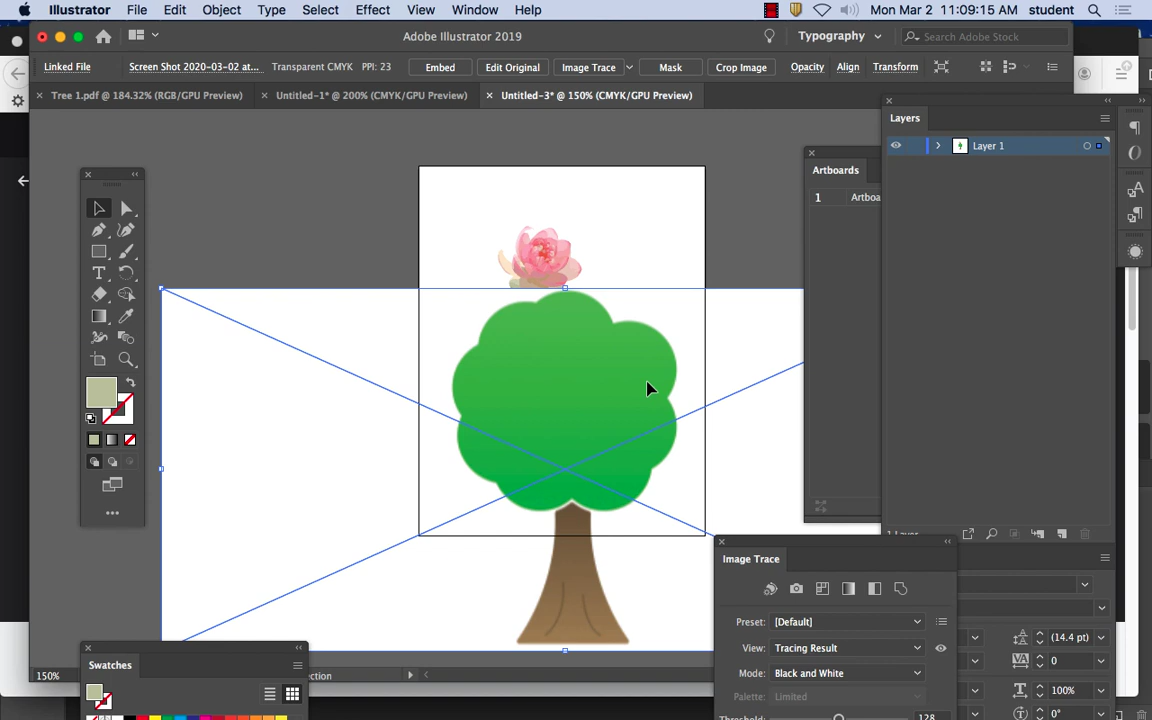 Illustrator File Edit Object Type Select Effect View Window Help Mon Mar 2 11:09:15 AM student
Adobe Illustrator 2019 Typography Search Adobe Stock
Linked File Screen Shot 2020-03-02 at... Transparent CMYK PPI: 23 Embed Edit Original Image Trace Mask Crop Image Opacity Align Transform
Tree 1.pdf @ 184.32% (RGB/GPU Preview) Untitled-1* @ 200% (CMYK/GPU Preview) Untitled-3* @ 150% (CMYK/GPU Preview)
Layers
Layer 1
Artboards
1 Artboa
1 Layer
Image Trace
Preset: [Default]
View: Tracing Result
Mode: Black and White
Palette: Limited
Threshold: 128
(14.4 pt)
0
100%
0°
Swatches
150% ction